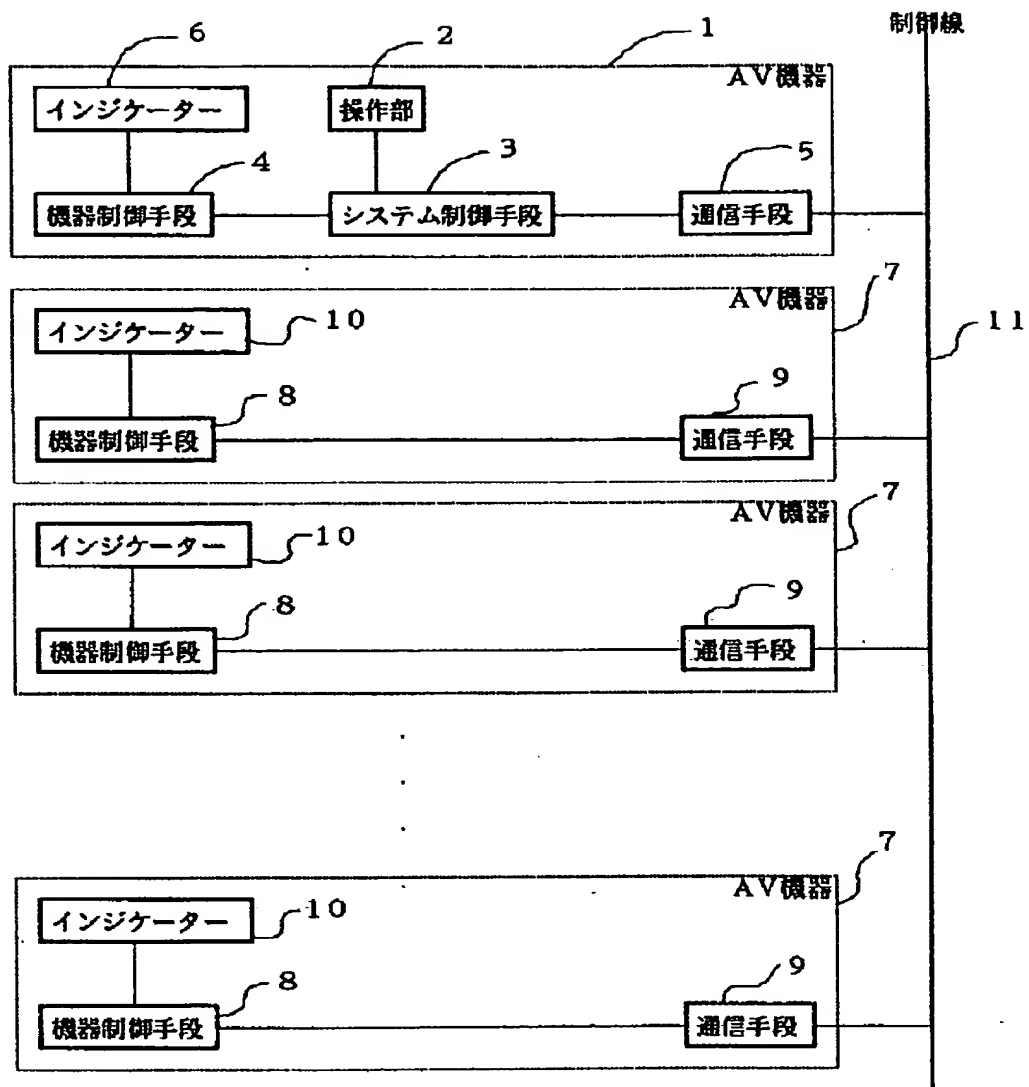 制御線
6 2 1
AV機器
インジケーター 操作部
4 3 5
機器制御手段 システム制御手段 通信手段
7
AV機器
インジケーター 10
11
8 9
機器制御手段 通信手段
7
AV機器
インジケーター 10
8 9
機器制御手段 通信手段
7
AV機器
インジケーター 10
8 9
機器制御手段 通信手段